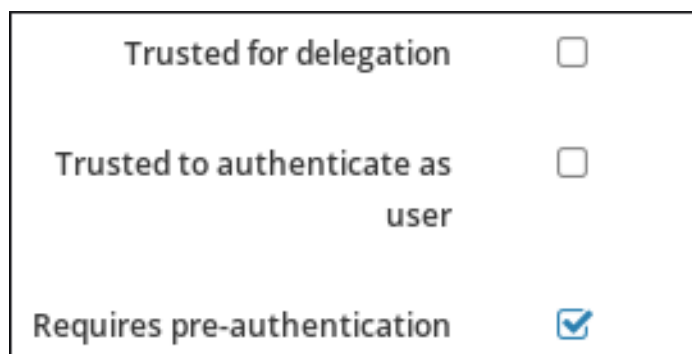 Trusted for delegation
Trusted to authenticate as
user
Requires pre-authentication